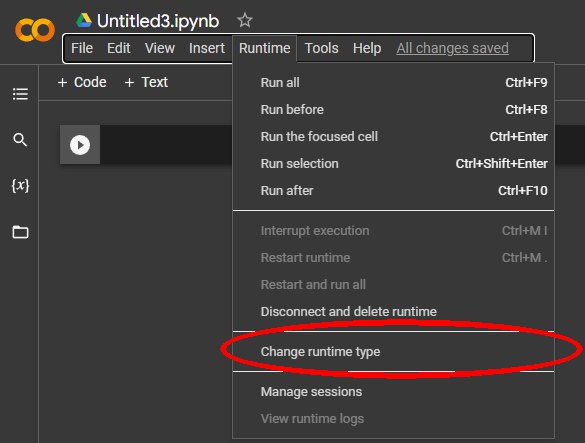 Untitled3.ipynb
File Edit View Insert Runtime Tools Help All changes saved
+ Code + Text
Run all Ctrl+F9
Run before Ctrl+F8
Run the focused cell Ctrl+Enter
Run selection Ctrl+Shift+Enter
Run after Ctrl+F10
{x}
Interrupt execution Ctrl+M I
Restart runtime Ctrl+M .
Restart and run all
Disconnect and delete runtime
Change runtime type
Manage sessions
View runtime logs